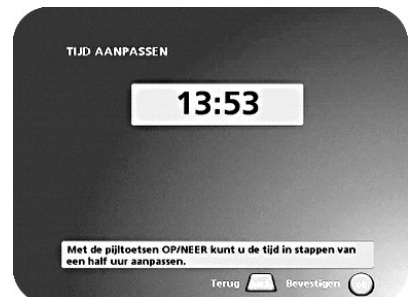 TIJD AANPASSEN
13:53
Met de pijltoetsen OP/NEER kunt u de tijd in stappen van
een half uur aanpassen.
Terug Bevestigen